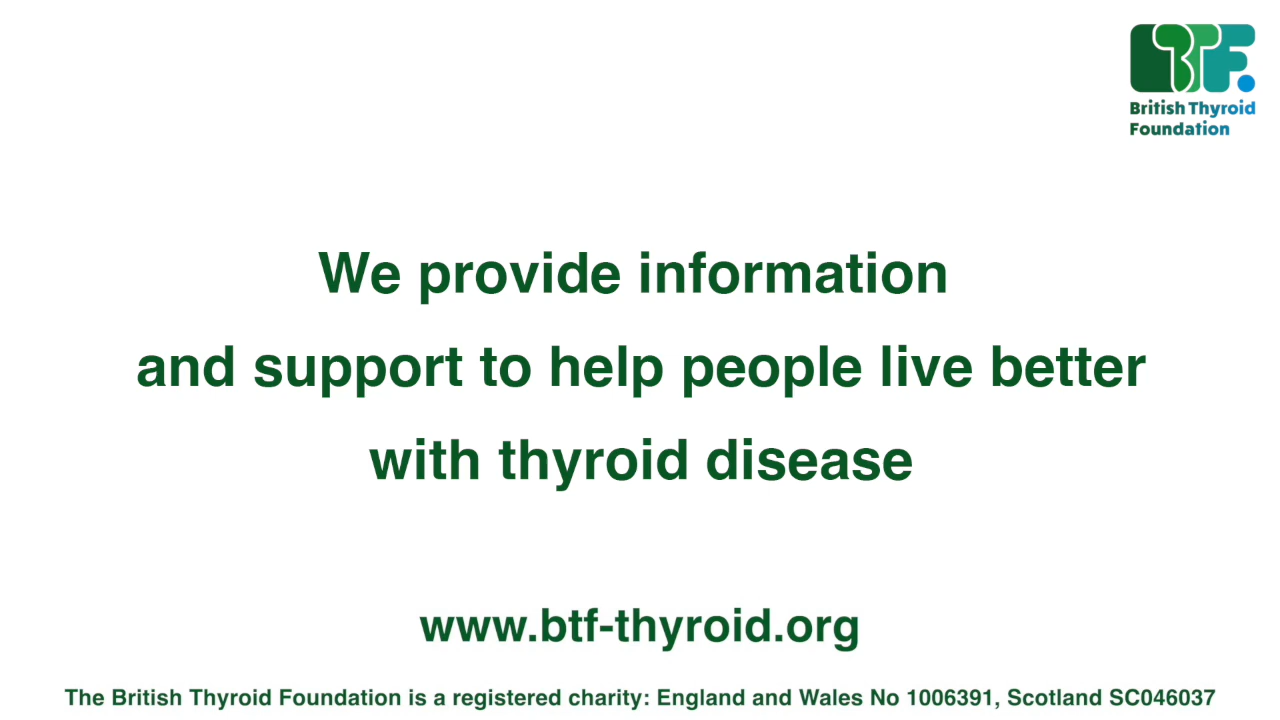 BTF.
British Thyroid
Foundation
We provide information
and support to help people live better
with thyroid disease
www.btf-thyroid.org
The British Thyroid Foundation is a registered charity: England and Wales No 1006391, Scotland SC046037